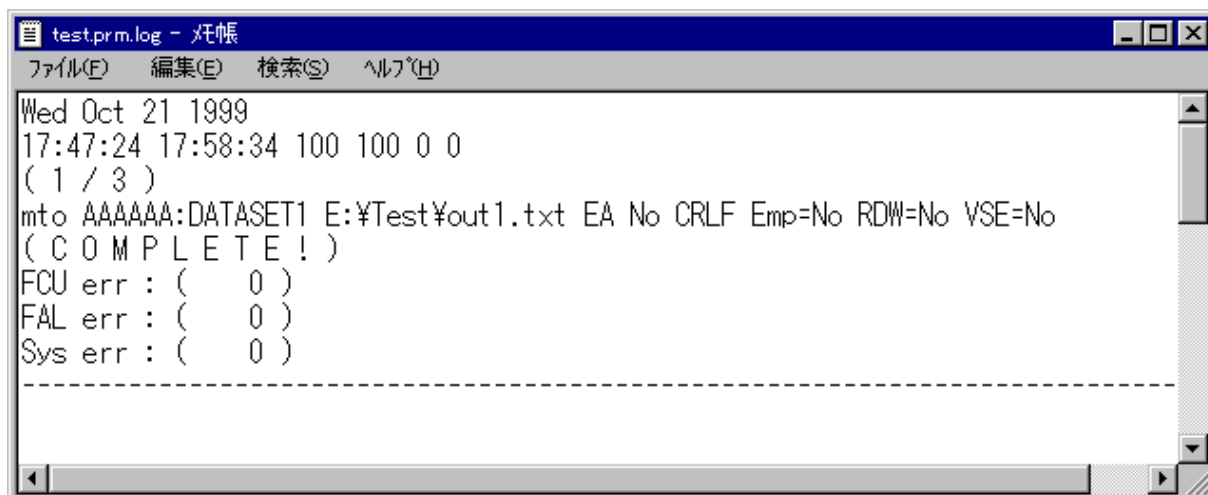 test.prm.log - ﾒﾓ帳
ﾌｧｲﾙ(F) 編集(E) 検索(S) ﾍﾙﾌﾟ(H)
Wed Oct 21 1999
17:47:24 17:58:34 100 100 0 0
( 1 / 3 )
mto AAAAAA:DATASET1 E:¥Test¥out1.txt EA No CRLF Emp=No RDW=No VSE=No
( C O M P L E T E ! )
FCU err : (    0 )
FAL err : (    0 )
Sys err : (    0 )
----------------------------------------------------------------------------